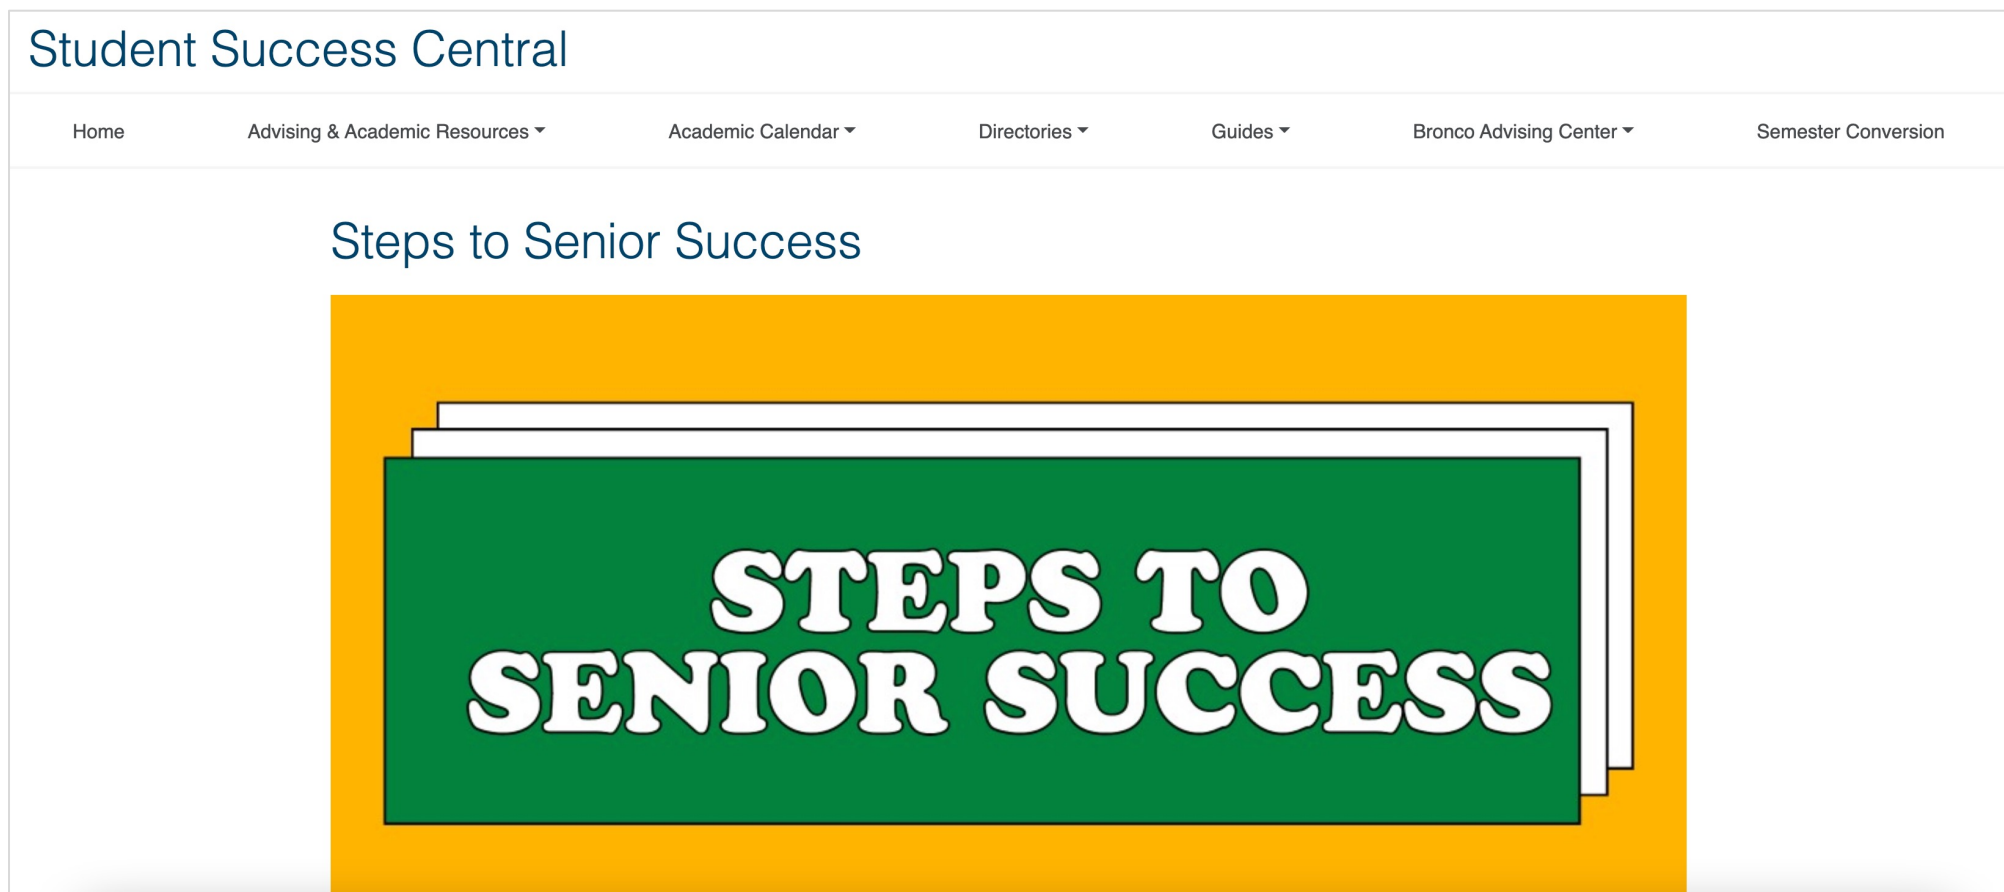 Student Success Central
Home Advising & Academic Resources Academic Calendar Directories Guides Bronco Advising Center Semester Conversion
Steps to Senior Success
STEPS TO
SENIOR SUCCESS